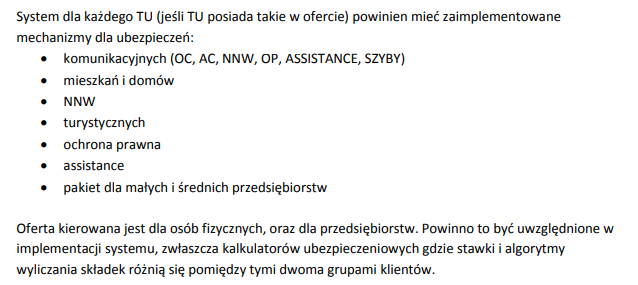 System dla każdego TU (jeśli TU posiada takie w ofercie) powinien mieć zaimplementowane
mechanizmy dla ubezpieczeń:
• komunikacyjnych (OC, AC, NNW, OP, ASSISTANCE, SZYBY)
• mieszkań i domów
• NNW
• turystycznych
• ochrona prawna
• assistance
• pakiet dla małych i średnich przedsiębiorstw
Oferta kierowana jest dla osób fizycznych, oraz dla przedsiębiorstw. Powinno to być uwzględnione w
implementacji systemu, zwłaszcza kalkulatorów ubezpieczeniowych gdzie stawki i algorytmy
wyliczania składek różnią się pomiędzy tymi dwoma grupami klientów.